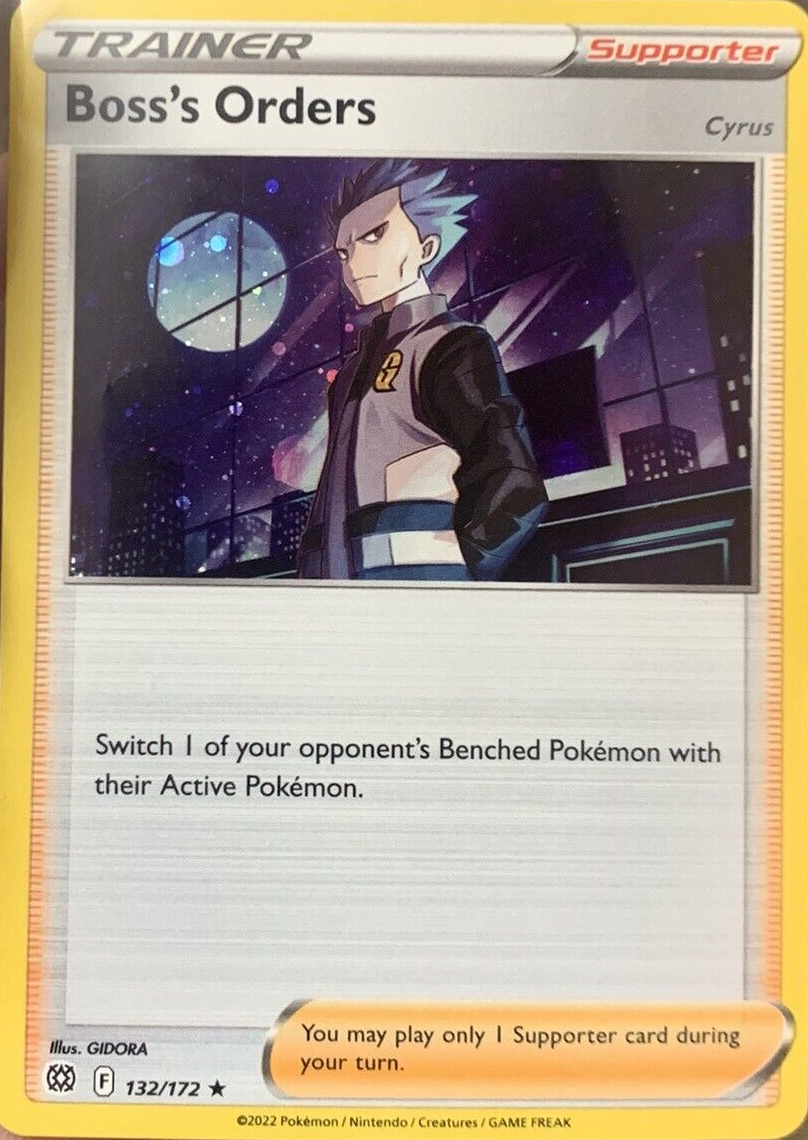 TRAINER
Supporter
Boss's Orders
Cyrus
G
Switch 1 of your opponent's Benched Pokémon with
their Active Pokémon.
You may play only 1 Supporter card during
your turn.
Illus. GIDORA
F 132/172 ★
©2022 Pokémon / Nintendo / Creatures / GAME FREAK